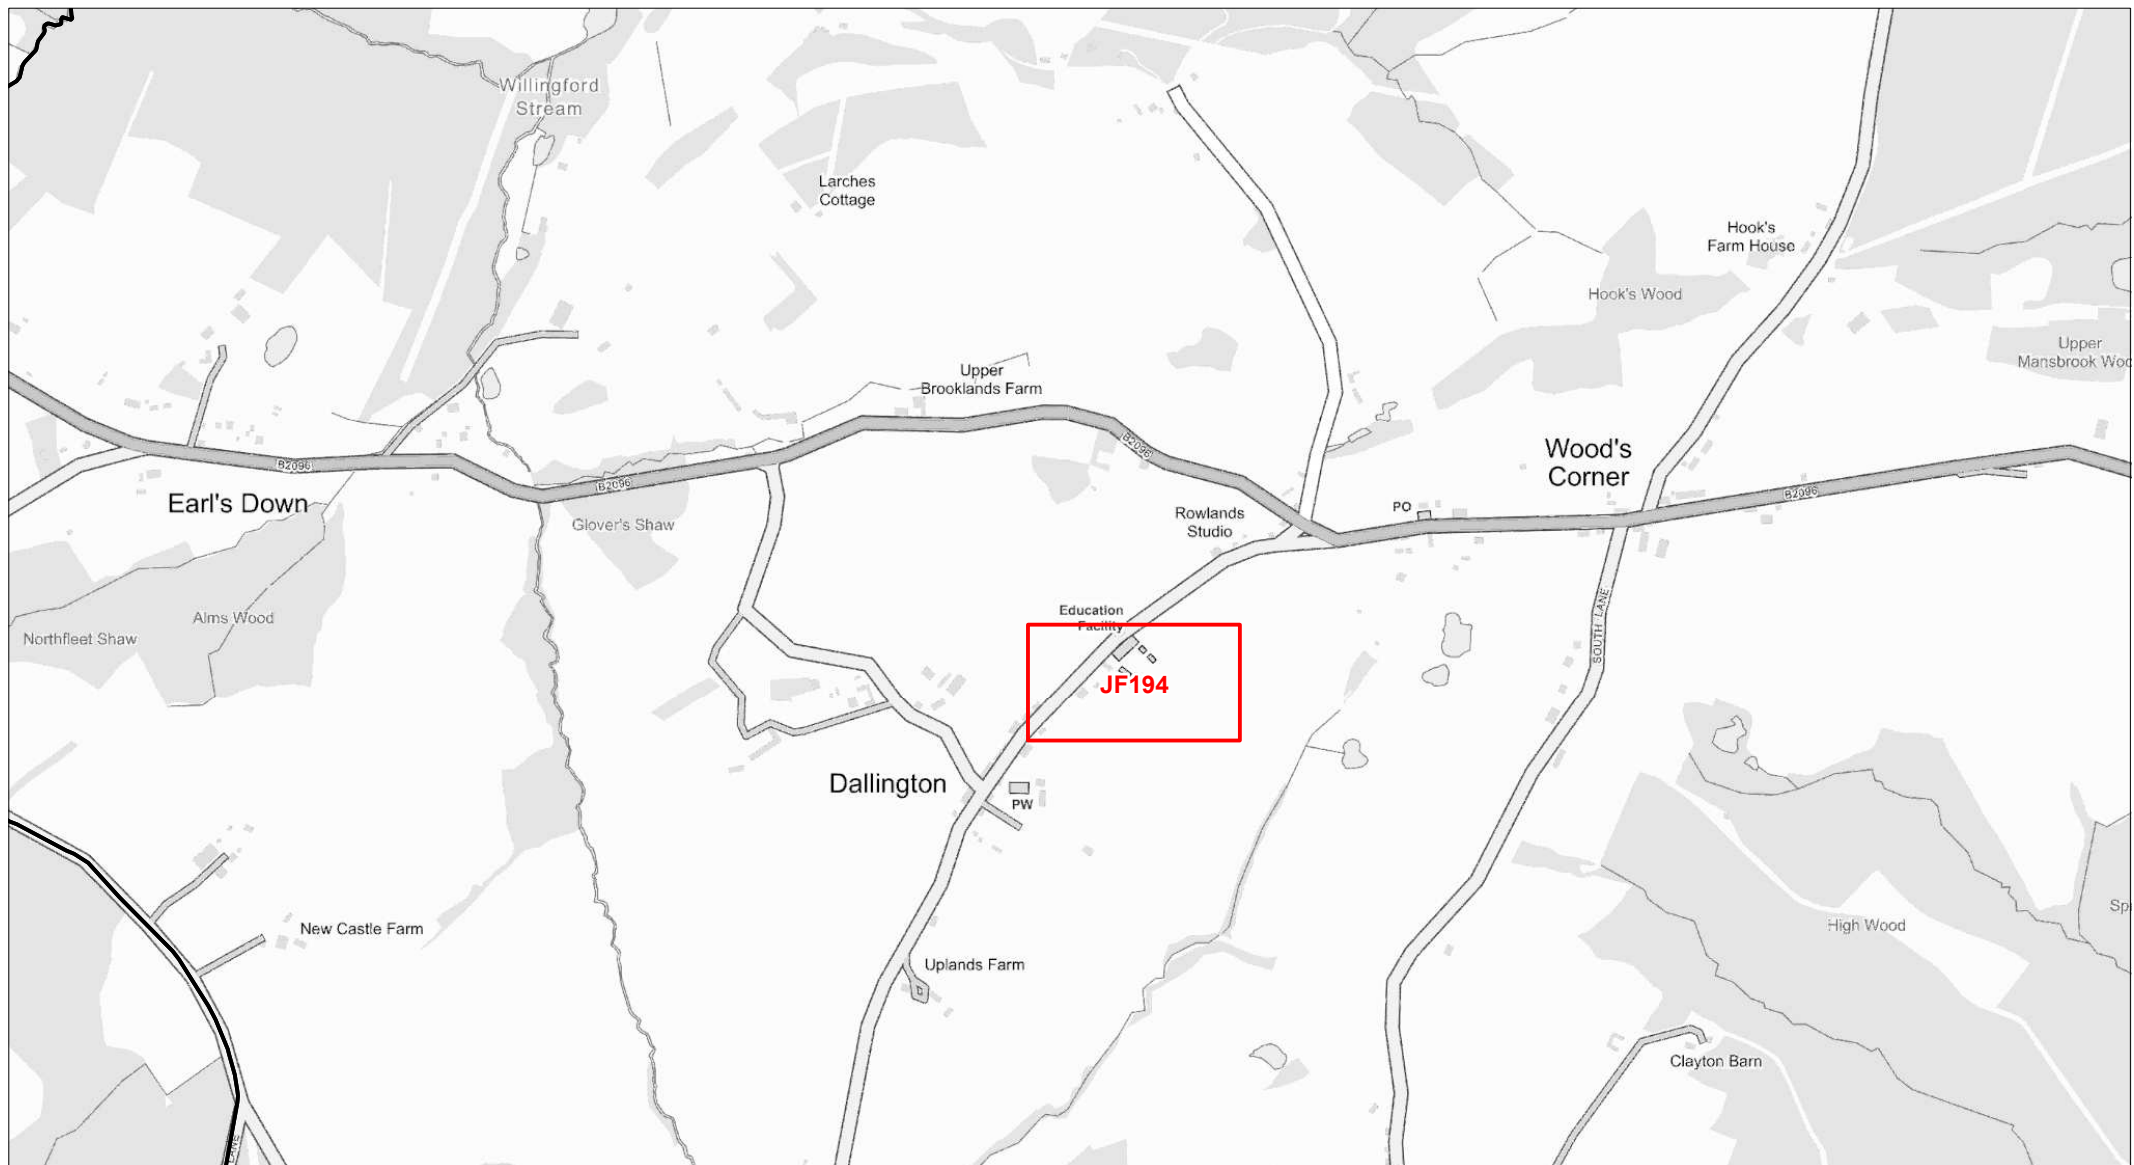 Willingford
Stream
Larches
Cottage
Hook's
Farm House
Hook's Wood
Upper
Mansbrook
Upper
Brooklands Farm
B2096
Wood's
Corner
B2096
B2096
B2096
Earl's Down
Glover's Shaw
Rowlands
Studio
PO
Alms Wood
Northfleet Shaw
Education
Facility
SOUTH LANE
JF194
Dallington
PW
New Castle Farm
High Wood
Uplands Farm
Clayton Barn
LANE